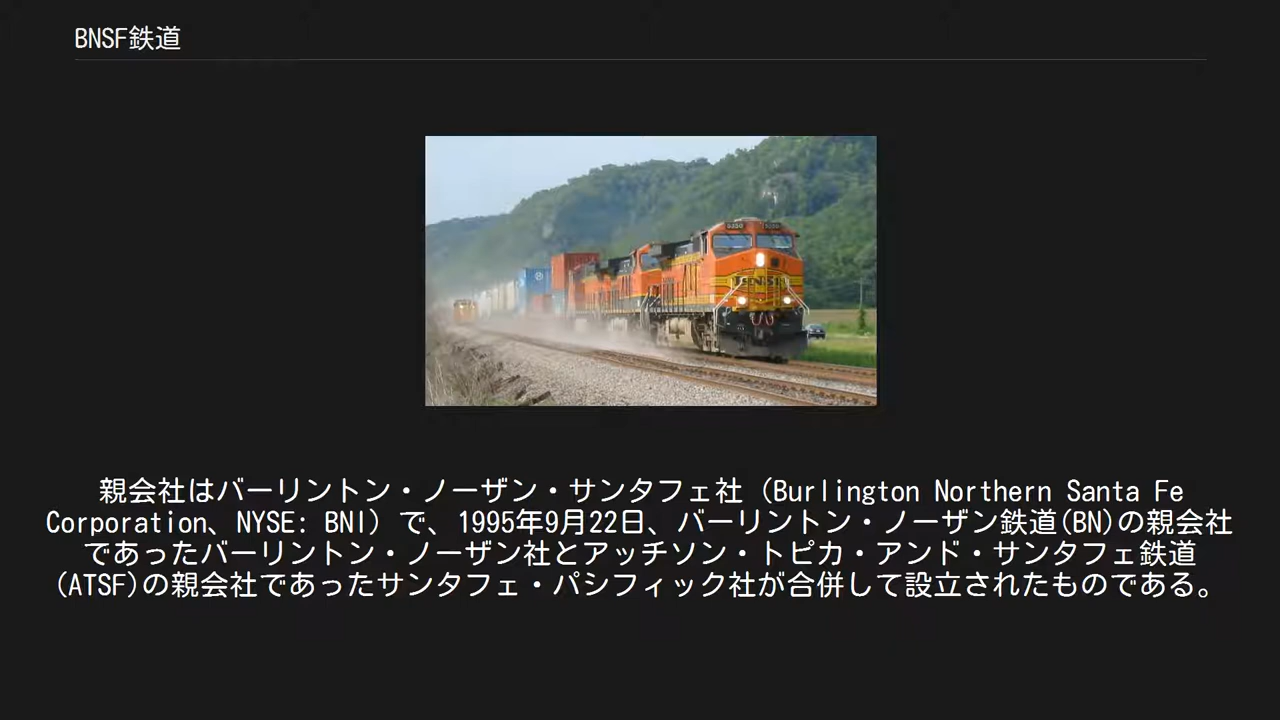 BNSF鉄道
親会社はバーリントン・ノーザン・サンタフェ社（Burlington Northern Santa Fe
Corporation、NYSE: BNI）で、1995年9月22日、バーリントン・ノーザン鉄道(BN)の親会社
であったバーリントン・ノーザン社とアッチソン・トピカ・アンド・サンタフェ鉄道
(ATSF)の親会社であったサンタフェ・パシフィック社が合併して設立されたものである。